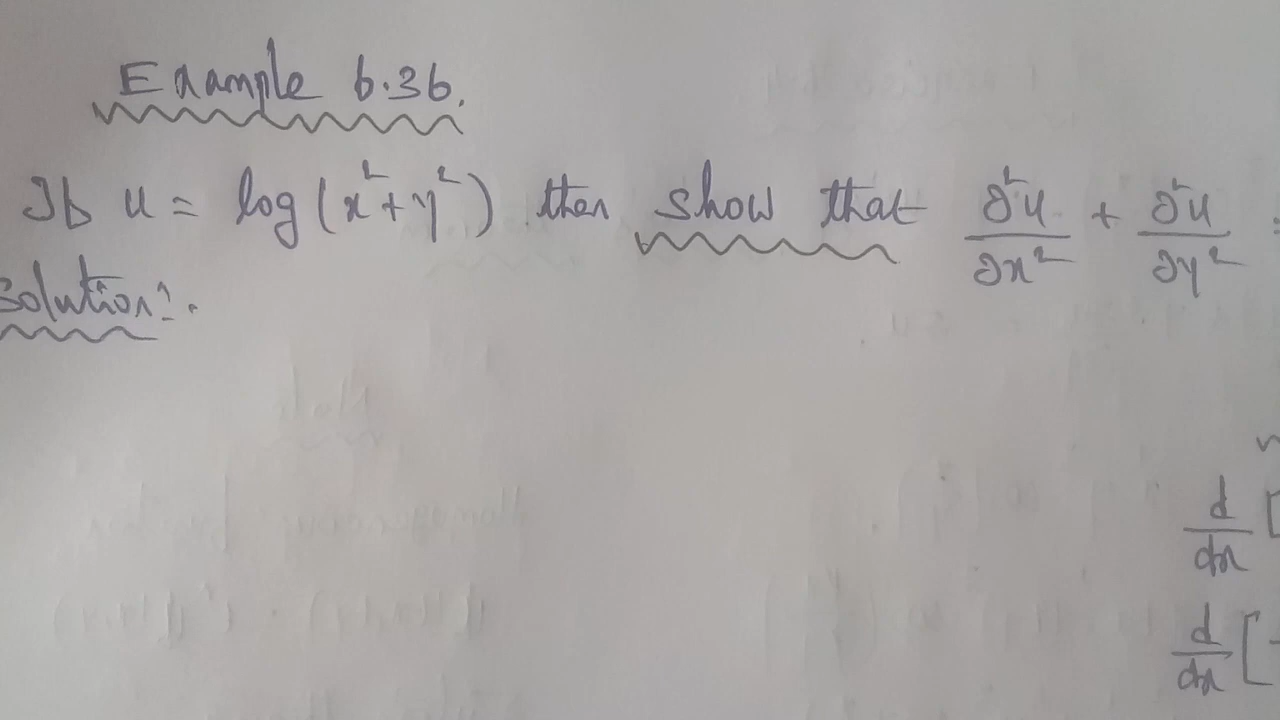 Example 6.36.
If u = log(x²+y²) then show that ∂²u/∂x² + ∂²u/∂y²
Solution:.
d/dx [
d/dx [